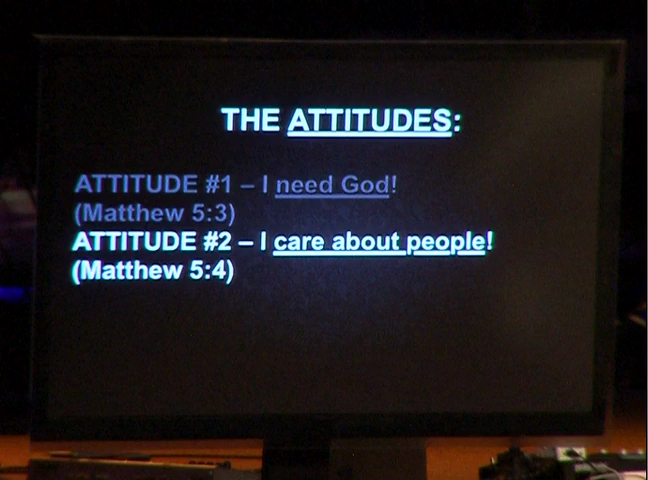 THE ATTITUDES:
ATTITUDE #1 – I need God!
(Matthew 5:3)
ATTITUDE #2 – I care about people!
(Matthew 5:4)